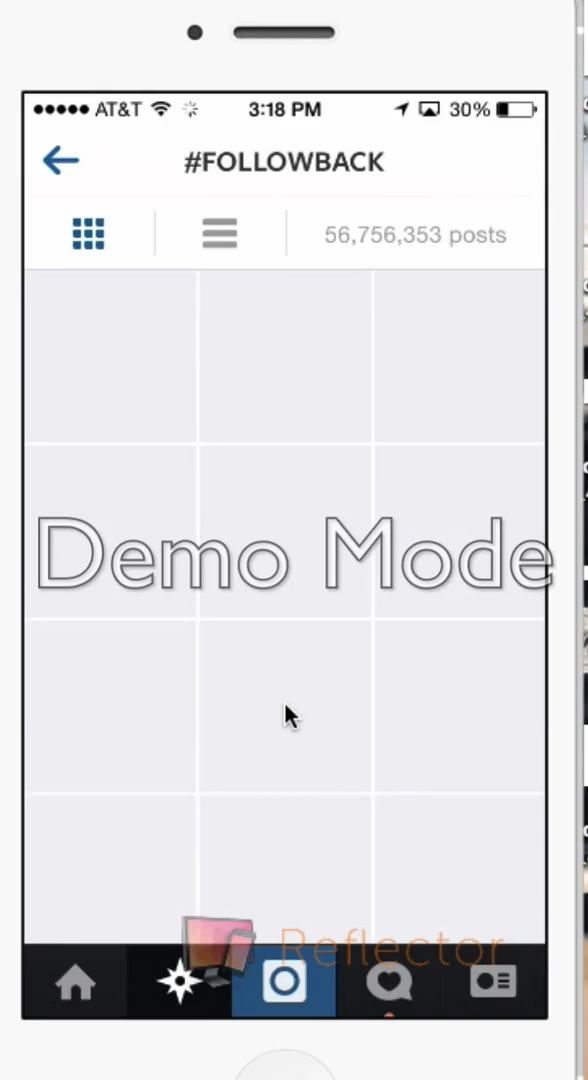 AT&T 3:18 PM 30%
#FOLLOWBACK
56,756,353 posts
Demo Mode
Reflector